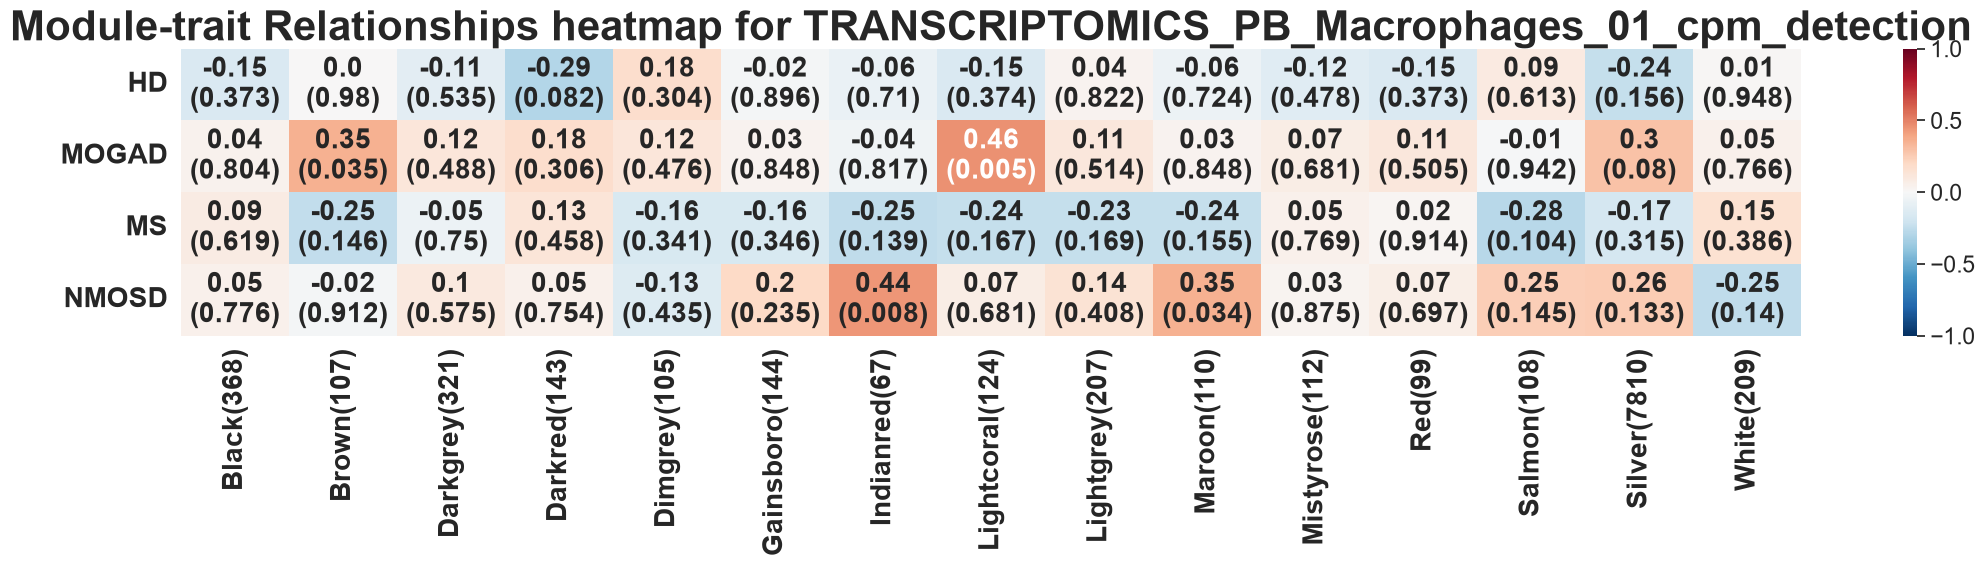 Module-trait Relationships heatmap for TRANSCRIPTOMICS_PB_Macrophages_01_cpm_detection
HD -0.15 0.0 -0.11 -0.29 0.18 -0.02 -0.06 -0.15 0.04 -0.06 -0.12 -0.15 0.09 -0.24 0.01
(0.373) (0.98) (0.535) (0.082) (0.304) (0.896) (0.71) (0.374) (0.822) (0.724) (0.478) (0.373) (0.613) (0.156) (0.948)
MOGAD 0.04 0.35 0.12 0.18 0.12 0.03 -0.04 0.46 0.11 0.03 0.07 0.11 -0.01 0.3 0.05
(0.804) (0.035) (0.488) (0.306) (0.476) (0.848) (0.817) (0.005) (0.514) (0.848) (0.681) (0.505) (0.942) (0.08) (0.766)
MS 0.09 -0.25 -0.05 0.13 -0.16 -0.16 -0.25 -0.24 -0.23 -0.24 0.05 0.02 -0.28 -0.17 0.15
(0.619) (0.146) (0.75) (0.458) (0.341) (0.346) (0.139) (0.167) (0.169) (0.155) (0.769) (0.914) (0.104) (0.315) (0.386)
NMOSD 0.05 -0.02 0.1 0.05 -0.13 0.2 0.44 0.07 0.14 0.35 0.03 0.07 0.25 0.26 -0.25
(0.776) (0.912) (0.575) (0.754) (0.435) (0.235) (0.008) (0.681) (0.408) (0.034) (0.875) (0.697) (0.145) (0.133) (0.14)
Black(368)
Brown(107)
Darkgrey(321)
Darkred(143)
Dimgrey(105)
Gainsboro(144)
Indianred(67)
Lightcoral(124)
Lightgrey(207)
Maroon(110)
Mistyrose(112)
Red(99)
Salmon(108)
Silver(7810)
White(209)
1.0
0.5
0.0
−0.5
−1.0